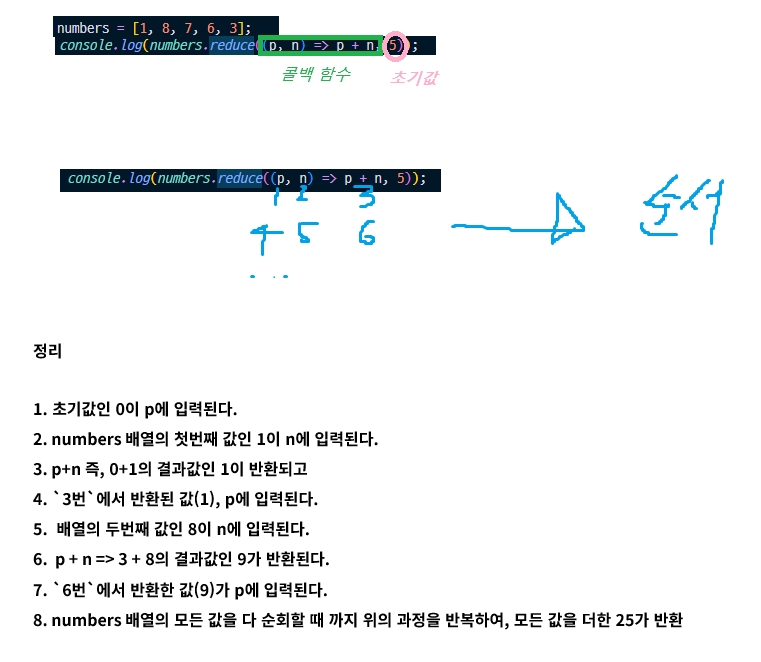 numbers = [1, 8, 7, 6, 3];
console.log(numbers.reduce((p, n) => p + n, 5));
콜백 함수 초기값
console.log(numbers.reduce((p, n) => p + n, 5));
1 2 3
4 5 6 순서
...
정리
1. 초기값인 0이 p에 입력된다.
2. numbers 배열의 첫번째 값인 1이 n에 입력된다.
3. p+n 즉, 0+1의 결과값인 1이 반환되고
4. `3번`에서 반환된 값(1), p에 입력된다.
5. 배열의 두번째 값인 8이 n에 입력된다.
6. p + n => 3 + 8의 결과값인 9가 반환된다.
7. `6번`에서 반환한 값(9)가 p에 입력된다.
8. numbers 배열의 모든 값을 다 순회할 때 까지 위의 과정을 반복하여, 모든 값을 더한 25가 반환